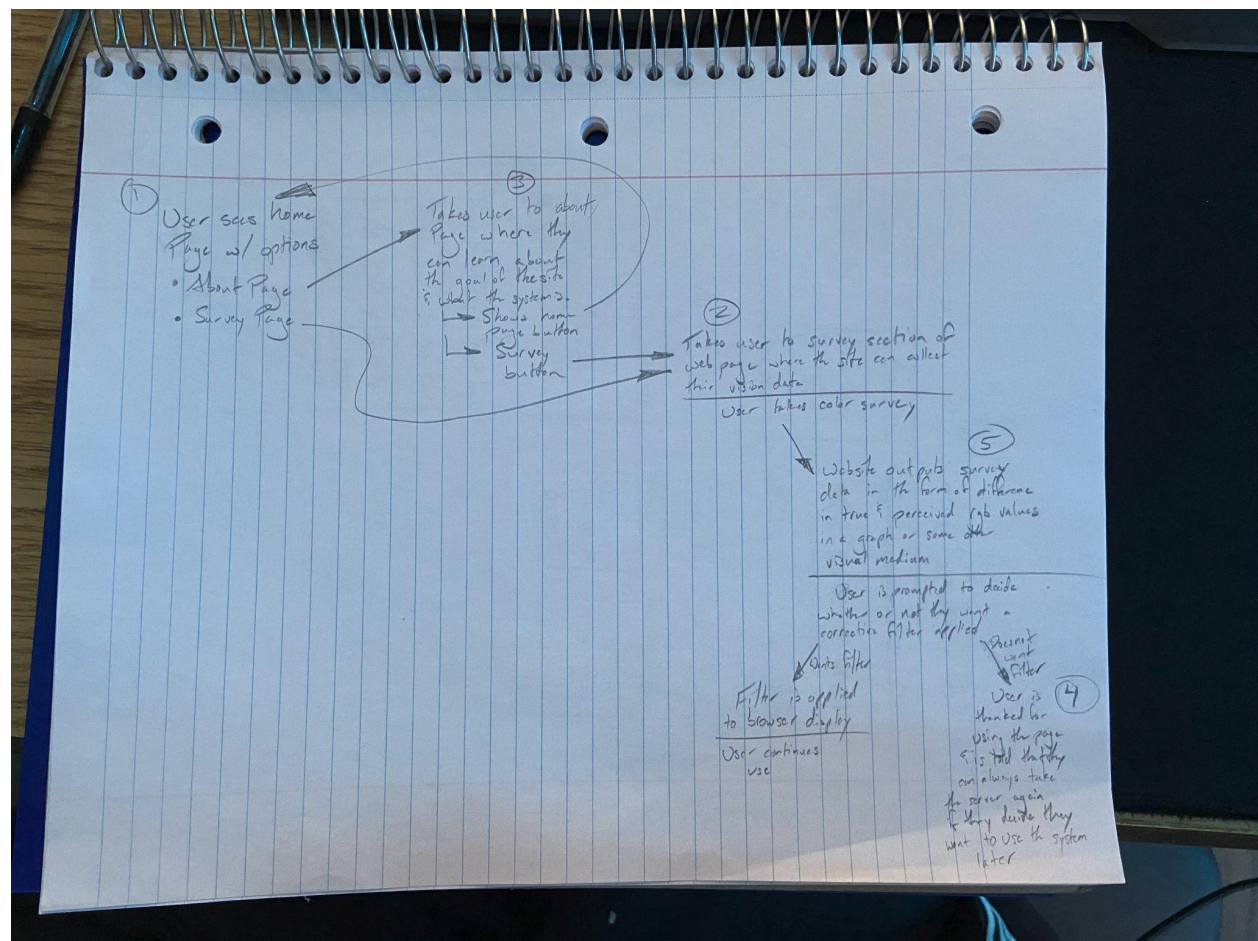 1
User sees home
Page w/ options
• About Page
• Survey Page
3
Takes user to about
Page where they
can learn about
the goal of the site
& what the system is.
Shows home
page button
Survey
button
2
Takes user to survey section of
web page where the site can collect
their vision data
User takes color survey
5
Website outputs survey
data in the form of difference
in true & perceived rgb values
in a graph or some other
visual medium
User is prompted to decide
whether or not they want a
corrective filter applied
Wants filter
Doesnt
want
filter
Filter is applied
to browser display
User continues
use
4
User is
thanked for
using the page
& is told that they
can always take
the server again
if they decide they
want to use the system
later